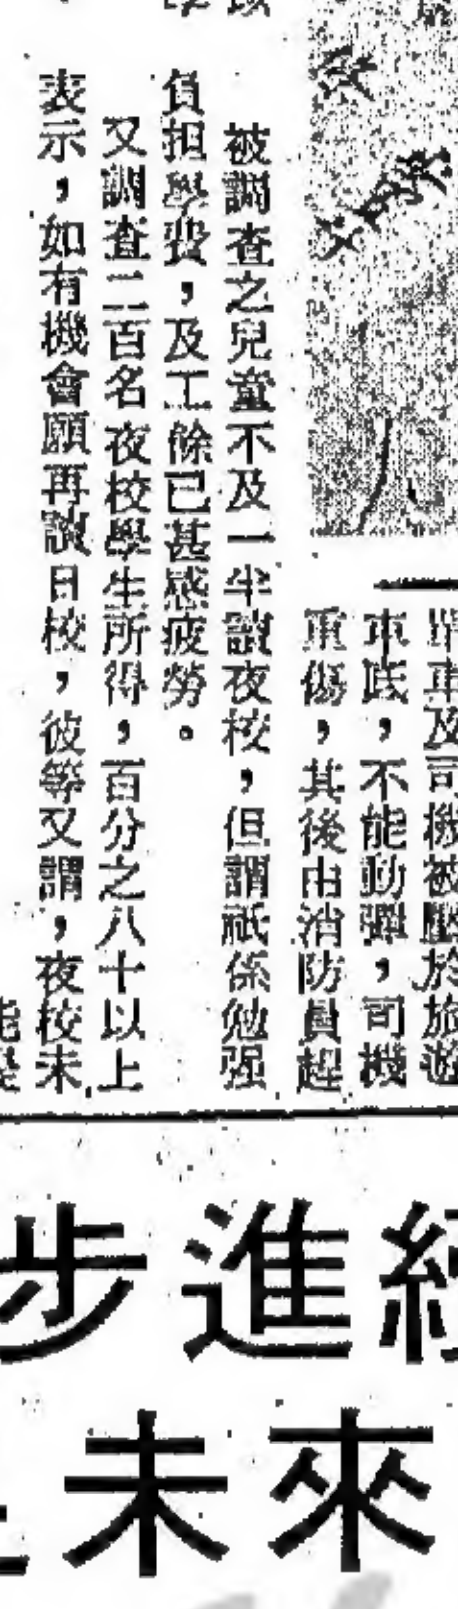 單車及司機被壓於旅遊
車底，不能動彈，司機
重傷，其後由消防員趕
被調查之兒童不及一半讀夜校，但謂祇係勉强
負担學費，及工餘已甚感疲勞。
又調查二百名夜校學生所得，百分之八十以上
表示，如有機會願再讀日校，彼等又謂，夜校未
進步
未來